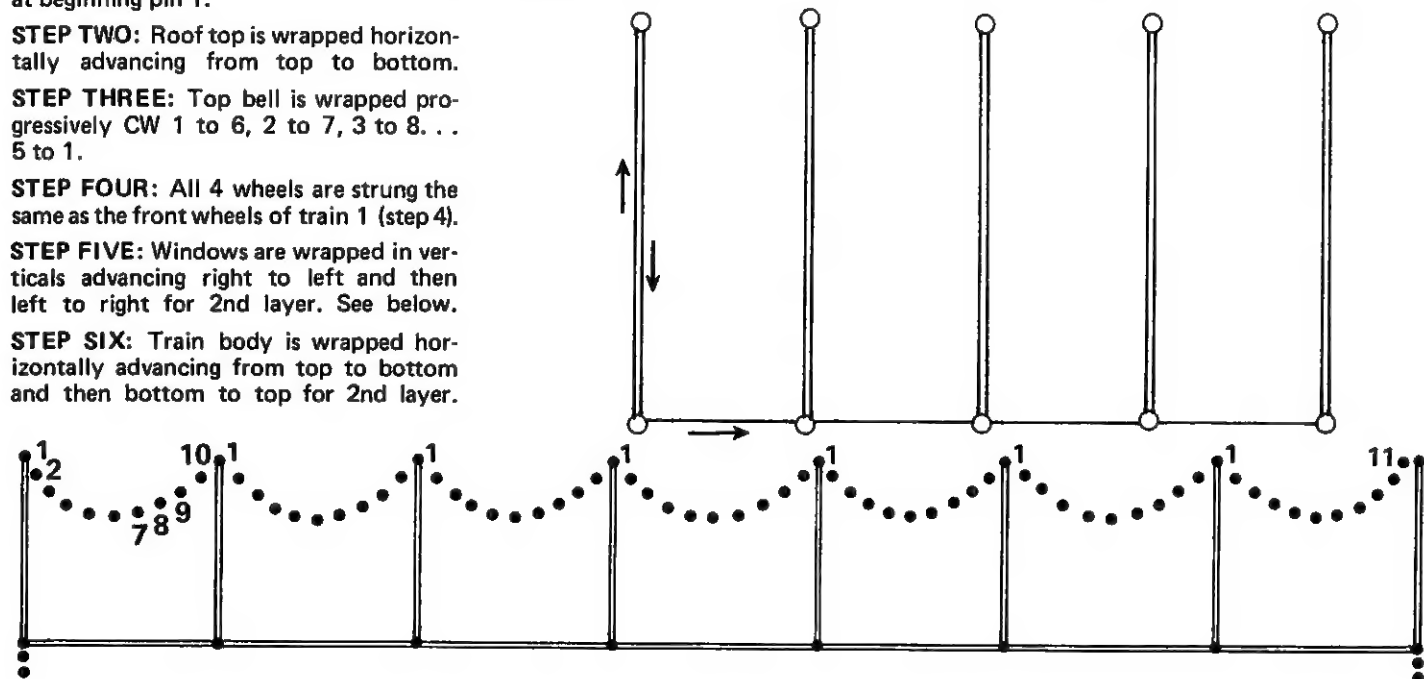 at beginning pin 1.
STEP TWO: Roof top is wrapped horizon-
tally advancing from top to bottom.
STEP THREE: Top bell is wrapped pro-
gressively CW 1 to 6, 2 to 7, 3 to 8. . .
5 to 1.
STEP FOUR: All 4 wheels are strung the
same as the front wheels of train 1 (step 4).
STEP FIVE: Windows are wrapped in ver-
ticals advancing right to left and then
left to right for 2nd layer. See below.
STEP SIX: Train body is wrapped hor-
izontally advancing from top to bottom
and then bottom to top for 2nd layer.
1 10 1 1 1 1 1 1 11
2
7 8 9